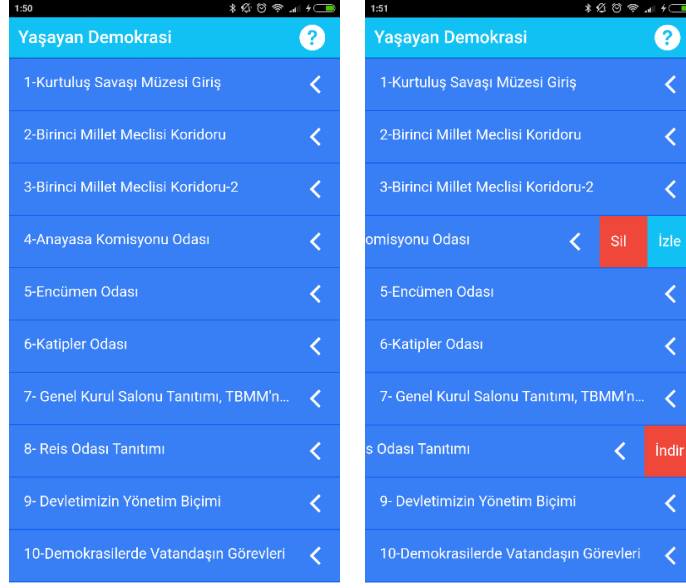 1:50
Yaşayan Demokrasi ?
1-Kurtuluş Savaşı Müzesi Giriş
2-Birinci Millet Meclisi Koridoru
3-Birinci Millet Meclisi Koridoru-2
4-Anayasa Komisyonu Odası
5-Encümen Odası
6-Katipler Odası
7- Genel Kurul Salonu Tanıtımı, TBMM'n...
8- Reis Odası Tanıtımı
9- Devletimizin Yönetim Biçimi
10-Demokrasilerde Vatandaşın Görevleri
1:51
Yaşayan Demokrasi ?
1-Kurtuluş Savaşı Müzesi Giriş
2-Birinci Millet Meclisi Koridoru
3-Birinci Millet Meclisi Koridoru-2
omisyonu Odası Sil İzle
5-Encümen Odası
6-Katipler Odası
7- Genel Kurul Salonu Tanıtımı, TBMM'n...
s Odası Tanıtımı İndir
9- Devletimizin Yönetim Biçimi
10-Demokrasilerde Vatandaşın Görevleri